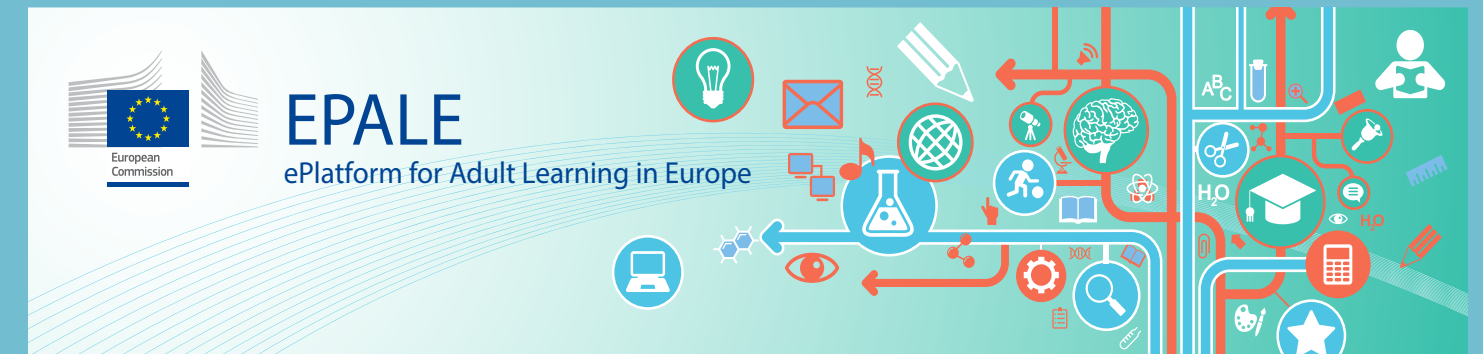 European
Commission
EPALE
ePlatform for Adult Learning in Europe
ABC
H2O
H2O